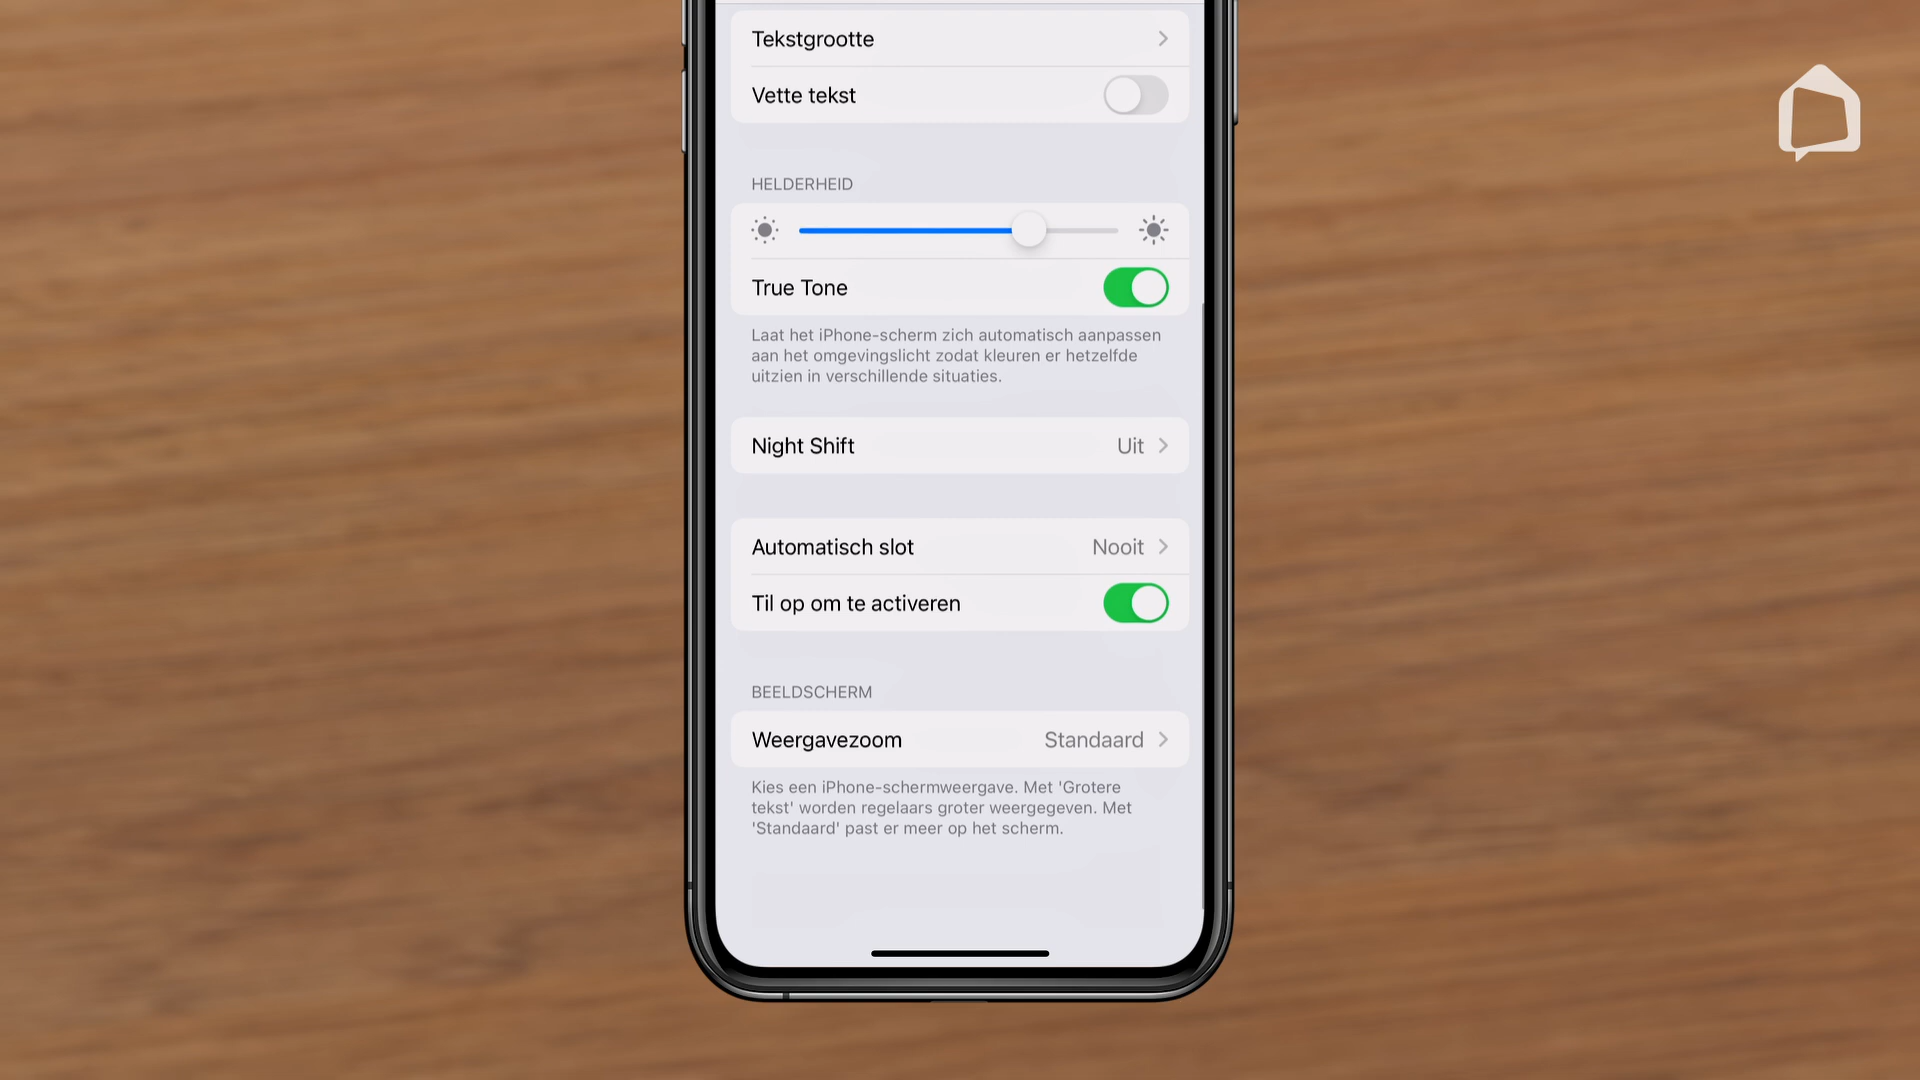 Tekstgrootte
Vette tekst
HELDERHEID
True Tone
Laat het iPhone-scherm zich automatisch aanpassen
aan het omgevingslicht zodat kleuren er hetzelfde
uitzien in verschillende situaties.
Night Shift Uit
Automatisch slot Nooit
Til op om te activeren
BEELDSCHERM
Weergavezoom Standaard
Kies een iPhone-schermweergave. Met 'Grotere
tekst' worden regelaars groter weergegeven. Met
'Standaard' past er meer op het scherm.